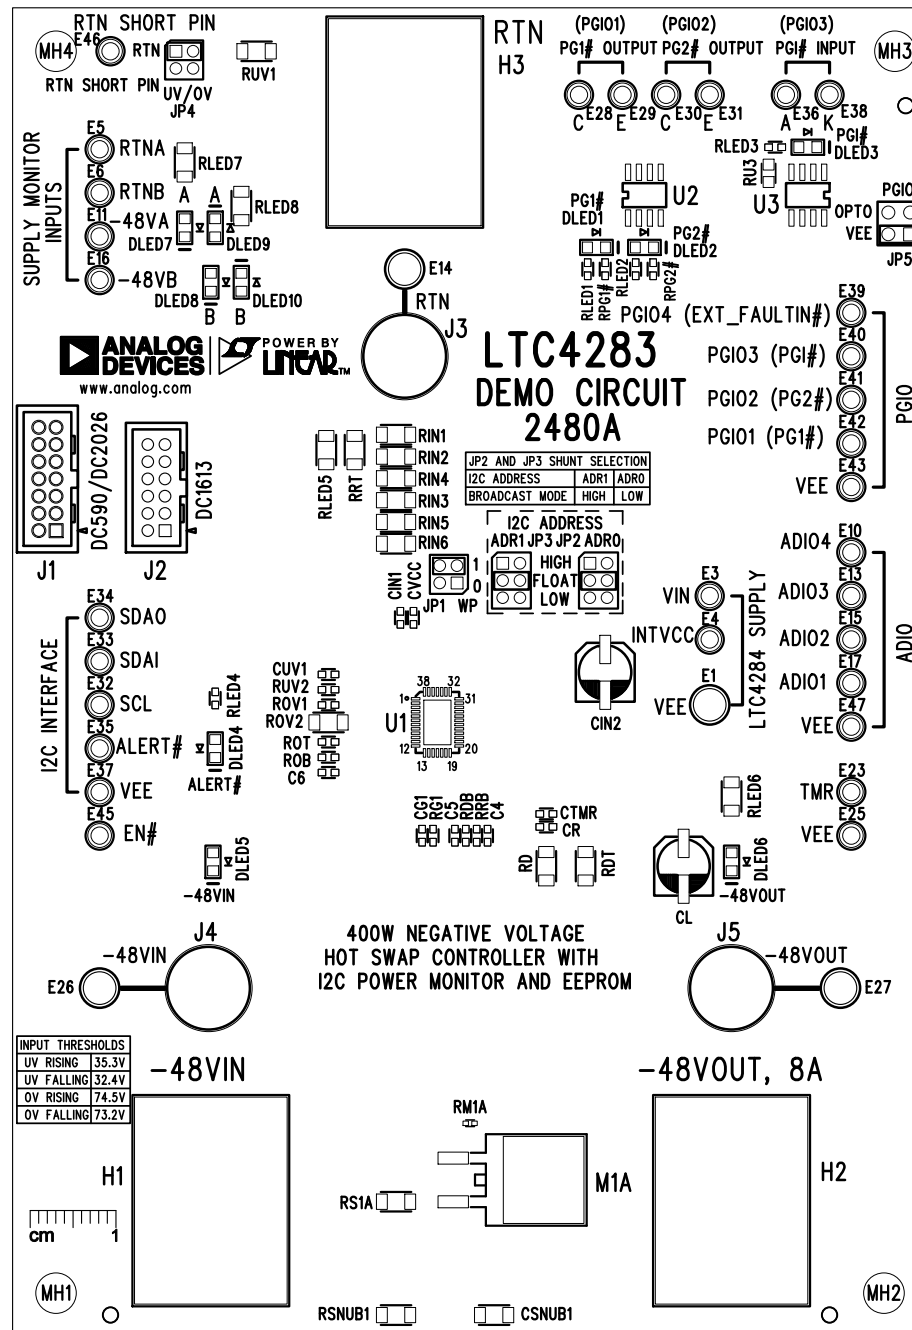 RTN SHORT PIN
MH4
E46
RTN
RTN SHORT PIN
UV/OV
JP4
RUV1
RTN
H3
(PGIO1)
PG1# OUTPUT
(PGIO2)
PG2# OUTPUT
(PGIO3)
PGI# INPUT
MH3
C E28 E E29
C E30 E E31
A E36 K E38
RLED3
PGI#
DLED3
RU3
U2
U3
PGIO
OPTO
VEE
JP5
PG1#
DLED1
PG2#
DLED2
RLED1
RPG1#
RLED2
RPG2#
SUPPLY MONITOR
INPUTS
E5
RTNA
E6
RTNB
E11
-48VA
E16
-48VB
RLED7
A
A
RLED8
DLED7
DLED9
DLED8
DLED10
B
B
E14
RTN
J3
ANALOG
DEVICES
POWER BY
LINEAR™
www.analog.com
LTC4283
DEMO CIRCUIT
2480A
E39
PGIO4 (EXT_FAULTIN#)
E40
PGIO3 (PGI#)
E41
PGIO2 (PG2#)
E42
PGIO1 (PG1#)
E43
VEE
PGIO
DC590/DC2026
J1
DC1613
J2
RLED5
RRT
RIN1
RIN2
RIN4
RIN3
RIN5
RIN6
JP2 AND JP3 SHUNT SELECTION
I2C ADDRESS ADR1 ADR0
BROADCAST MODE HIGH LOW
I2C ADDRESS
ADR1 JP3 JP2 ADR0
HIGH
FLOAT
LOW
CIN1
CVCC
1
0
JP1 WP
E10
ADIO4
E13
ADIO3
E15
ADIO2
E17
ADIO1
E47
VEE
ADIO
E3
VIN
E4
INTVCC
E1
VEE
LTC4284 SUPPLY
CIN2
I2C INTERFACE
E34
SDAO
E33
SDAI
E32
SCL
E35
ALERT#
E37
VEE
E45
EN#
RLED4
DLED4
ALERT#
CUV1
RUV2
ROV1
ROV2
ROT
ROB
C6
U1
38 32
1 31
12 20
13 19
CG1
RG1
C5
RDB
RRB
C4
CTMR
CR
RD
RDT
RLED6
E23
TMR
E25
VEE
DLED5
-48VIN
DLED6
-48VOUT
CL
J4
-48VIN
E26
400W NEGATIVE VOLTAGE
HOT SWAP CONTROLLER WITH
I2C POWER MONITOR AND EEPROM
J5
-48VOUT
E27
INPUT THRESHOLDS
UV RISING 35.3V
UV FALLING 32.4V
OV RISING 74.5V
OV FALLING 73.2V
-48VIN
-48VOUT, 8A
H1
RM1A
M1A
RS1A
H2
cm 1
MH1
RSNUB1
CSNUB1
MH2